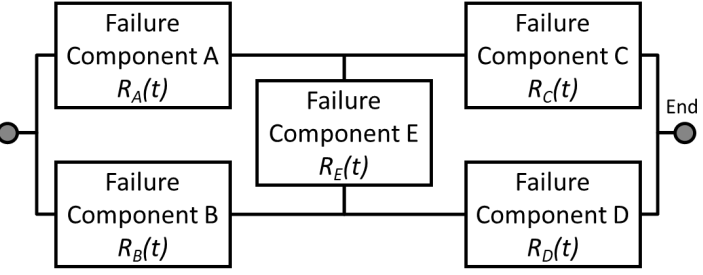 Failure
Component A
R_A(t)
Failure
Component C
R_C(t)
Failure
Component E
R_E(t)
End
Failure
Component B
R_B(t)
Failure
Component D
R_D(t)